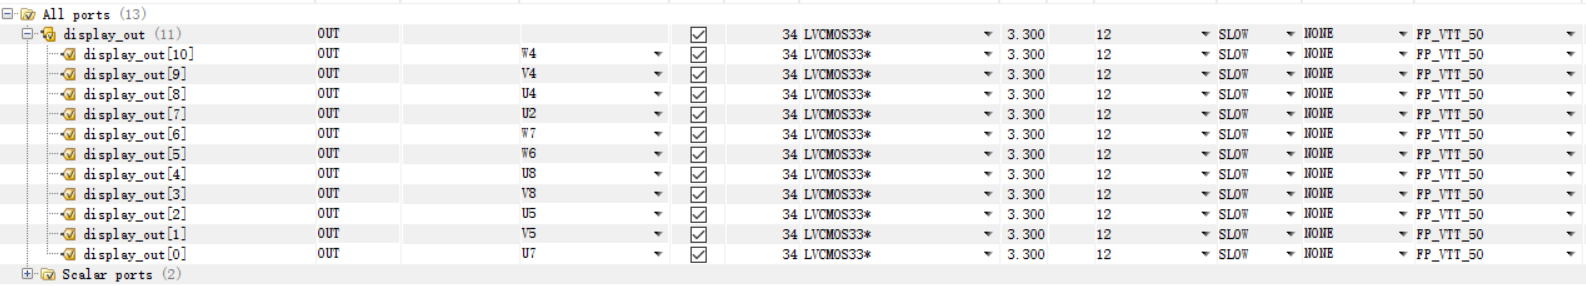 All ports (13)
display_out (11) OUT 34 LVCMOS33* 3.300 12 SLOW NONE FP_VTT_50
display_out[10] OUT W4 34 LVCMOS33* 3.300 12 SLOW NONE FP_VTT_50
display_out[9] OUT V4 34 LVCMOS33* 3.300 12 SLOW NONE FP_VTT_50
display_out[8] OUT U4 34 LVCMOS33* 3.300 12 SLOW NONE FP_VTT_50
display_out[7] OUT U2 34 LVCMOS33* 3.300 12 SLOW NONE FP_VTT_50
display_out[6] OUT W7 34 LVCMOS33* 3.300 12 SLOW NONE FP_VTT_50
display_out[5] OUT W6 34 LVCMOS33* 3.300 12 SLOW NONE FP_VTT_50
display_out[4] OUT U8 34 LVCMOS33* 3.300 12 SLOW NONE FP_VTT_50
display_out[3] OUT V8 34 LVCMOS33* 3.300 12 SLOW NONE FP_VTT_50
display_out[2] OUT U5 34 LVCMOS33* 3.300 12 SLOW NONE FP_VTT_50
display_out[1] OUT V5 34 LVCMOS33* 3.300 12 SLOW NONE FP_VTT_50
display_out[0] OUT U7 34 LVCMOS33* 3.300 12 SLOW NONE FP_VTT_50
Scalar ports (2)